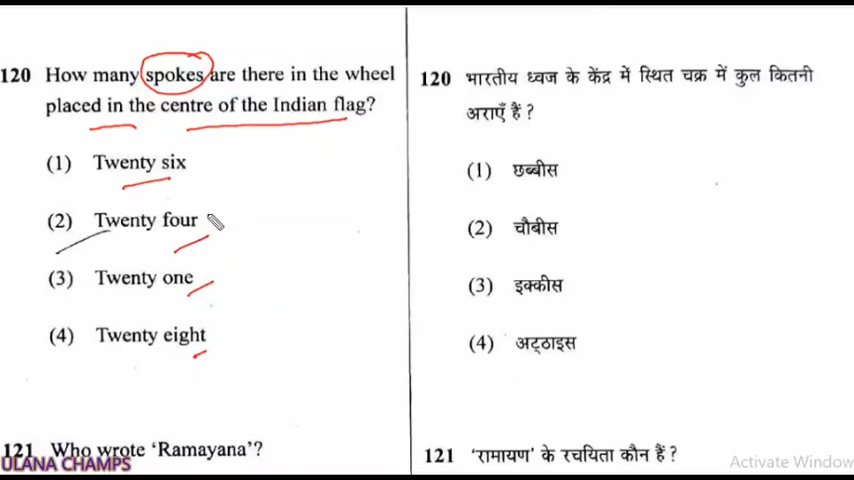 120 How many spokes are there in the wheel
placed in the centre of the Indian flag?
(1) Twenty six
(2) Twenty four
(3) Twenty one
(4) Twenty eight
121 Who wrote ‘Ramayana’?
ULANA CHAMPS
120 भारतीय ध्वज के केंद्र में स्थित चक्र में कुल कितनी
अराएँ हैं ?
(1) छब्बीस
(2) चौबीस
(3) इक्कीस
(4) अट्ठाइस
121 ‘रामायण’ के रचयिता कौन हैं ?
Activate Window